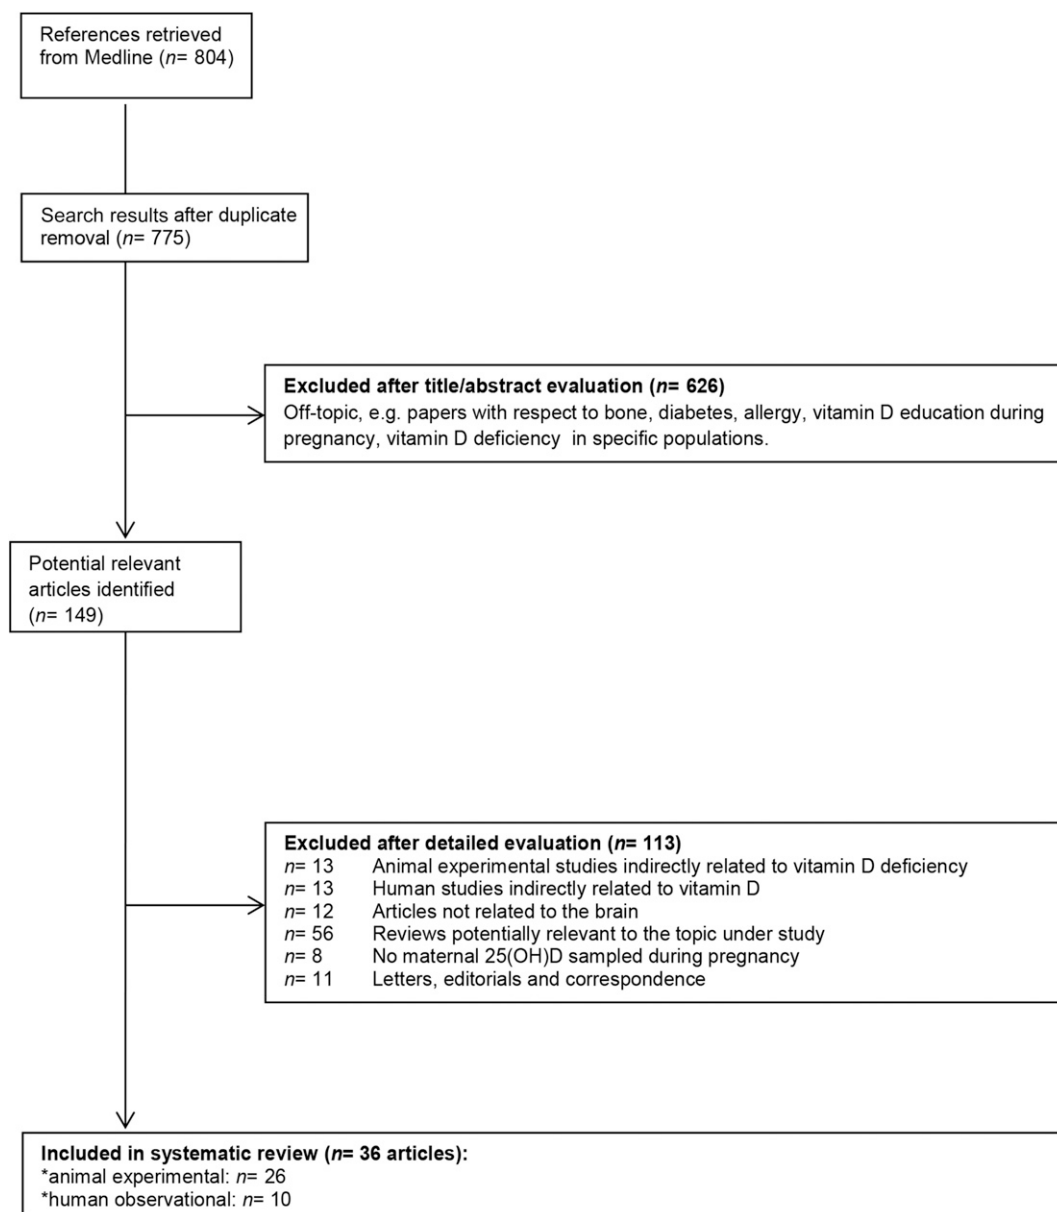 References retrieved
from Medline (n= 804)
Search results after duplicate
removal (n= 775)
Excluded after title/abstract evaluation (n= 626)
Off-topic, e.g. papers with respect to bone, diabetes, allergy, vitamin D education during
pregnancy, vitamin D deficiency in specific populations.
Potential relevant
articles identified
(n= 149)
Excluded after detailed evaluation (n= 113)
n= 13 Animal experimental studies indirectly related to vitamin D deficiency
n= 13 Human studies indirectly related to vitamin D
n= 12 Articles not related to the brain
n= 56 Reviews potentially relevant to the topic under study
n= 8 No maternal 25(OH)D sampled during pregnancy
n= 11 Letters, editorials and correspondence
Included in systematic review (n= 36 articles):
*animal experimental: n= 26
*human observational: n= 10